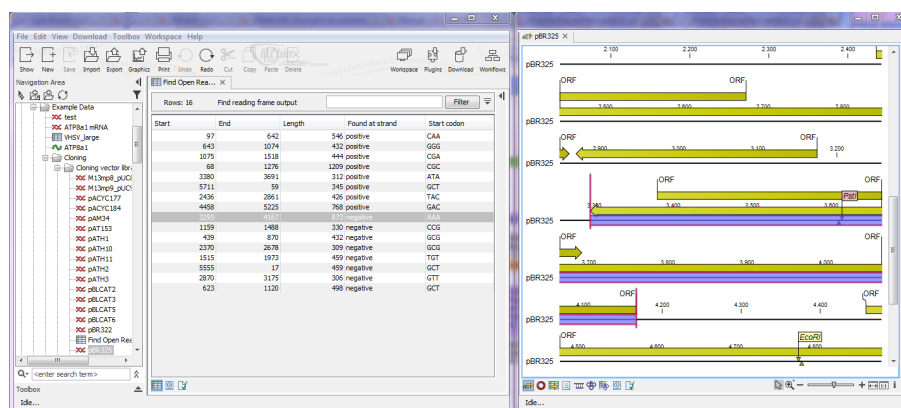 File Edit View Download Toolbox Workspace Help
Show New Save Import Export Graphics Print Undo Redo Cut Copy Paste Delete Workspace Plugins Download Workflows
Navigation Area
Example Data
test
ATP8a1 mRNA
VHSV_large
ATP8a1
Cloning
Cloning vector libr
M13mp8_pUC
M13mp9_pUC
pACYC177
pACYC184
pAM34
pAT153
pATH1
pATH10
pATH11
pATH2
pATH3
pBLCAT2
pBLCAT3
pBLCAT5
pBLCAT6
pBR322
Find Open Rea
pBR325
<enter search term>
Toolbox
Idle...
Find Open Rea...
Rows: 16 Find reading frame output Filter
Start End Length Found at strand Start codon
97 642 546 positive CAA
643 1074 432 positive GGG
1075 1518 444 positive CGA
68 1276 1209 positive CGC
3380 3691 312 positive ATA
5711 59 345 positive GCT
2436 2861 426 positive TAC
4458 5225 768 positive GAC
3295 4167 873 negative AAA
1159 1488 330 negative CCG
439 870 432 negative GCG
2370 2678 309 negative GCG
1515 1973 459 negative TGT
5555 17 459 negative GCT
2870 3175 306 negative GTT
623 1120 498 negative GCT
pBR325
2.100 2.200 2.300 2.400
pBR325
ORF ORF
2.500 2.600 2.700 2.800
pBR325
ORF ORF
2.900 3.000 3.100 3.200
pBR325
ORF ORF
PstI
3.300 3.400 3.500 3.600
pBR325
ORF ORF
3.700 3.800 3.900 4.000
pBR325
ORF ORF
4.100 4.200 4.300 4.400
pBR325
ORF EcoRI
4.500 4.600 4.700 4.800
pBR325
Idle...